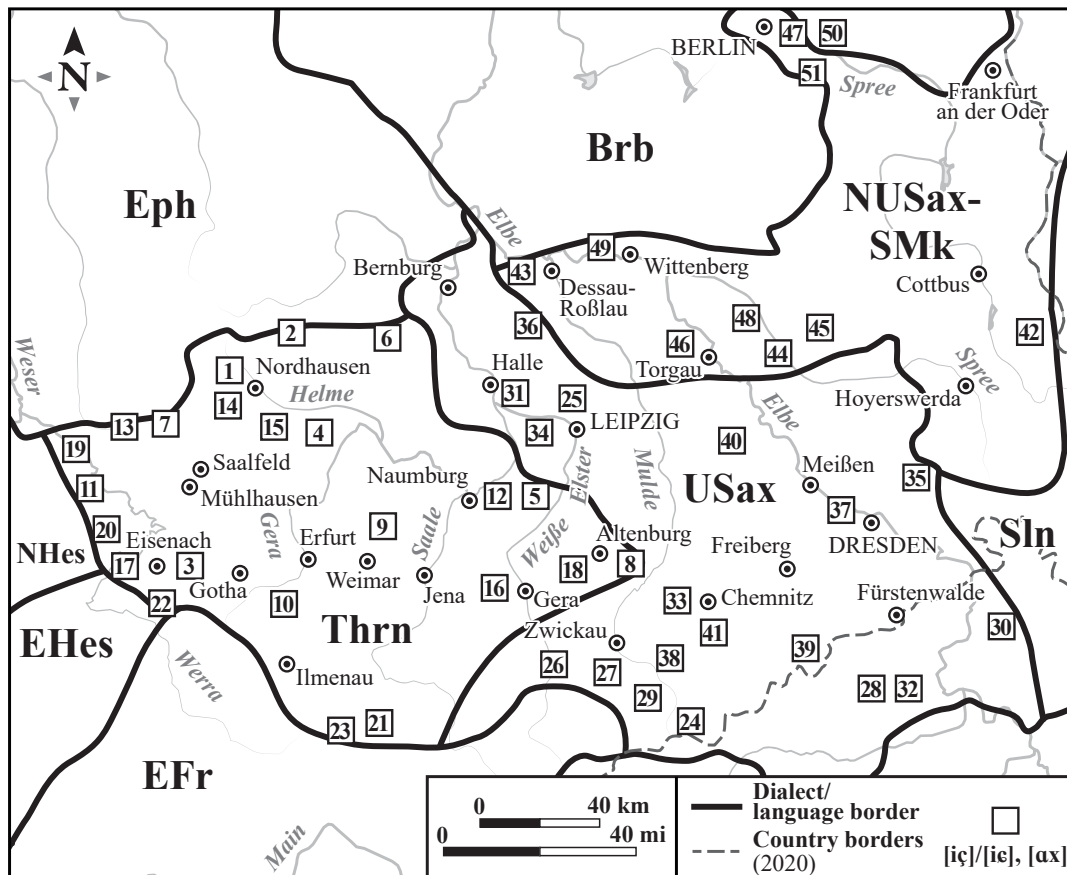 BERLIN
47
50
51
Spree
Frankfurt
an der Oder
N
Brb
Eph
NUSax-
SMk
Elbe
49
Wittenberg
Bernburg
43
Dessau-
Roßlau
Cottbus
2
6
36
48
45
42
46
44
Torgau
Weser
1
Nordhausen
Halle
Spree
Helme
31
25
Hoyerswerda
14
13
7
15
4
34
LEIPZIG
Elbe
40
19
Saalfeld
Mühlhausen
11
Naumburg
12
5
Elster
Mulde
USax
Meißen
35
37
20
Eisenach
Gera
9
Saale
Weiße
Altenburg
DRESDEN
Sln
NHes
Erfurt
Freiberg
17
3
Gotha
Weimar
Jena
16
18
8
Gera
22
10
Thrn
33
Chemnitz
Fürstenwalde
30
EHes
Zwickau
41
39
Werra
Ilmenau
26
27
38
29
28
32
23
21
24
EFr
Main
0 40 km
0 40 mi
Dialect/
language border
Country borders
(2020)
[iç]/[iɕ], [ɑx]